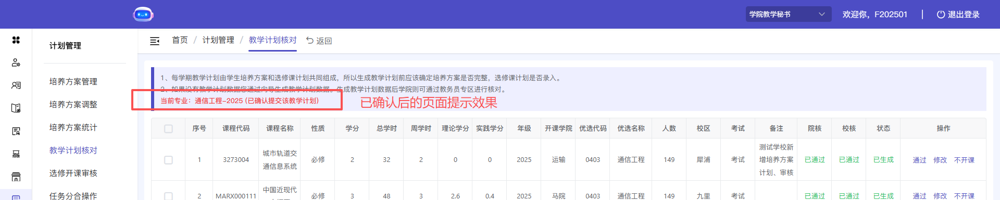 学院教学秘书
欢迎你，F202501
退出登录
计划管理
首页 / 计划管理 / 教学计划核对 返回
培养方案管理
培养方案调整
培养方案统计
教学计划核对
选修开课审核
任务分合操作
1、每学期教学计划由学生培养方案和选修课计划共同组成，所以生成教学计划前应该确定培养方案是否完整，选修课计划是否录入。
2、如果没有教学计划数据您通过向导生成教学计划数据。生成教学计划数据后学院则可通过教务员专区进行核对。
当前专业：通信工程-2025 (已确认提交该教学计划)
已确认后的页面提示效果
序号 课程代码 课程名称 性质 学分 总学时 周学时 理论学分 实践学分 年级 开课学院 优选代码 优选名称 人数 校区 考试 备注 院核 校核 状态 操作
1 3273004 城市轨道交通信息系统 必修 2 32 2 0 0 2025 运输 0403 通信工程 149 犀浦 考试 测试学校新增培养方案计划、审核 已通过 已通过 已生成 通过 修改 不开课
2 MARX000111 中国近现代 必修 3 48 3 2.6 0.4 2025 马院 0403 通信工程 149 九里 考试 已通过 已通过 已生成 通过 修改 不开课